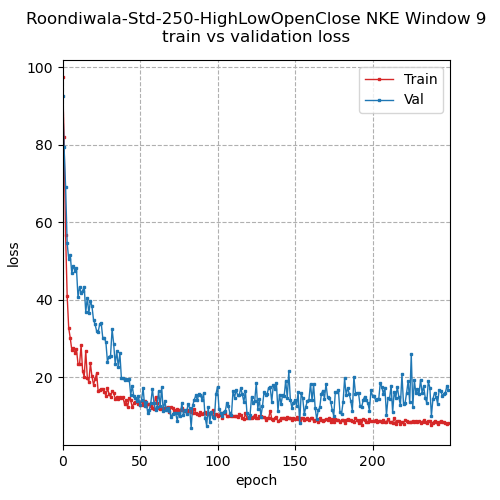 Roondiwala-Std-250-HighLowOpenClose NKE Window 9
train vs validation loss
Train
Val
loss
100
80
60
40
20
0
50
100
150
200
epoch